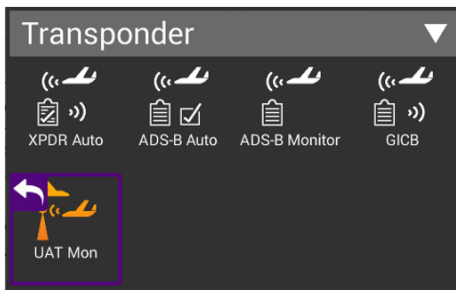 Transponder
XPDR Auto
ADS-B Auto
ADS-B Monitor
GICB
UAT Mon